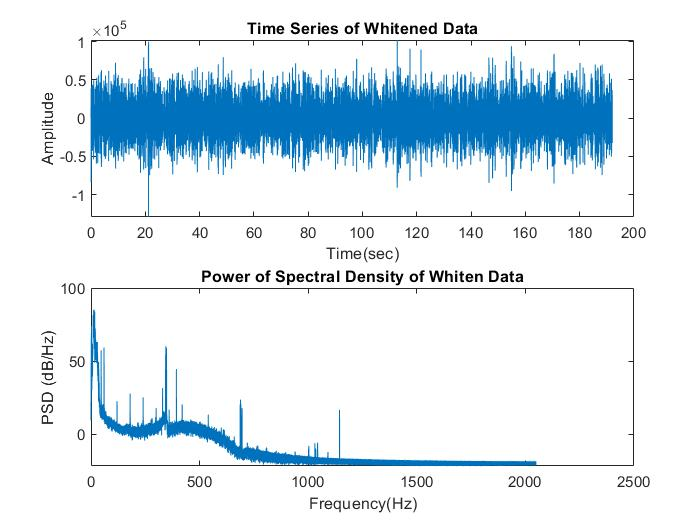 Time Series of Whitened Data
×10⁵
1
0.5
0
-0.5
-1
Amplitude
0 20 40 60 80 100 120 140 160 180 200
Time(sec)
Power of Spectral Density of Whiten Data
100
50
0
PSD (dB/Hz)
0 500 1000 1500 2000 2500
Frequency(Hz)